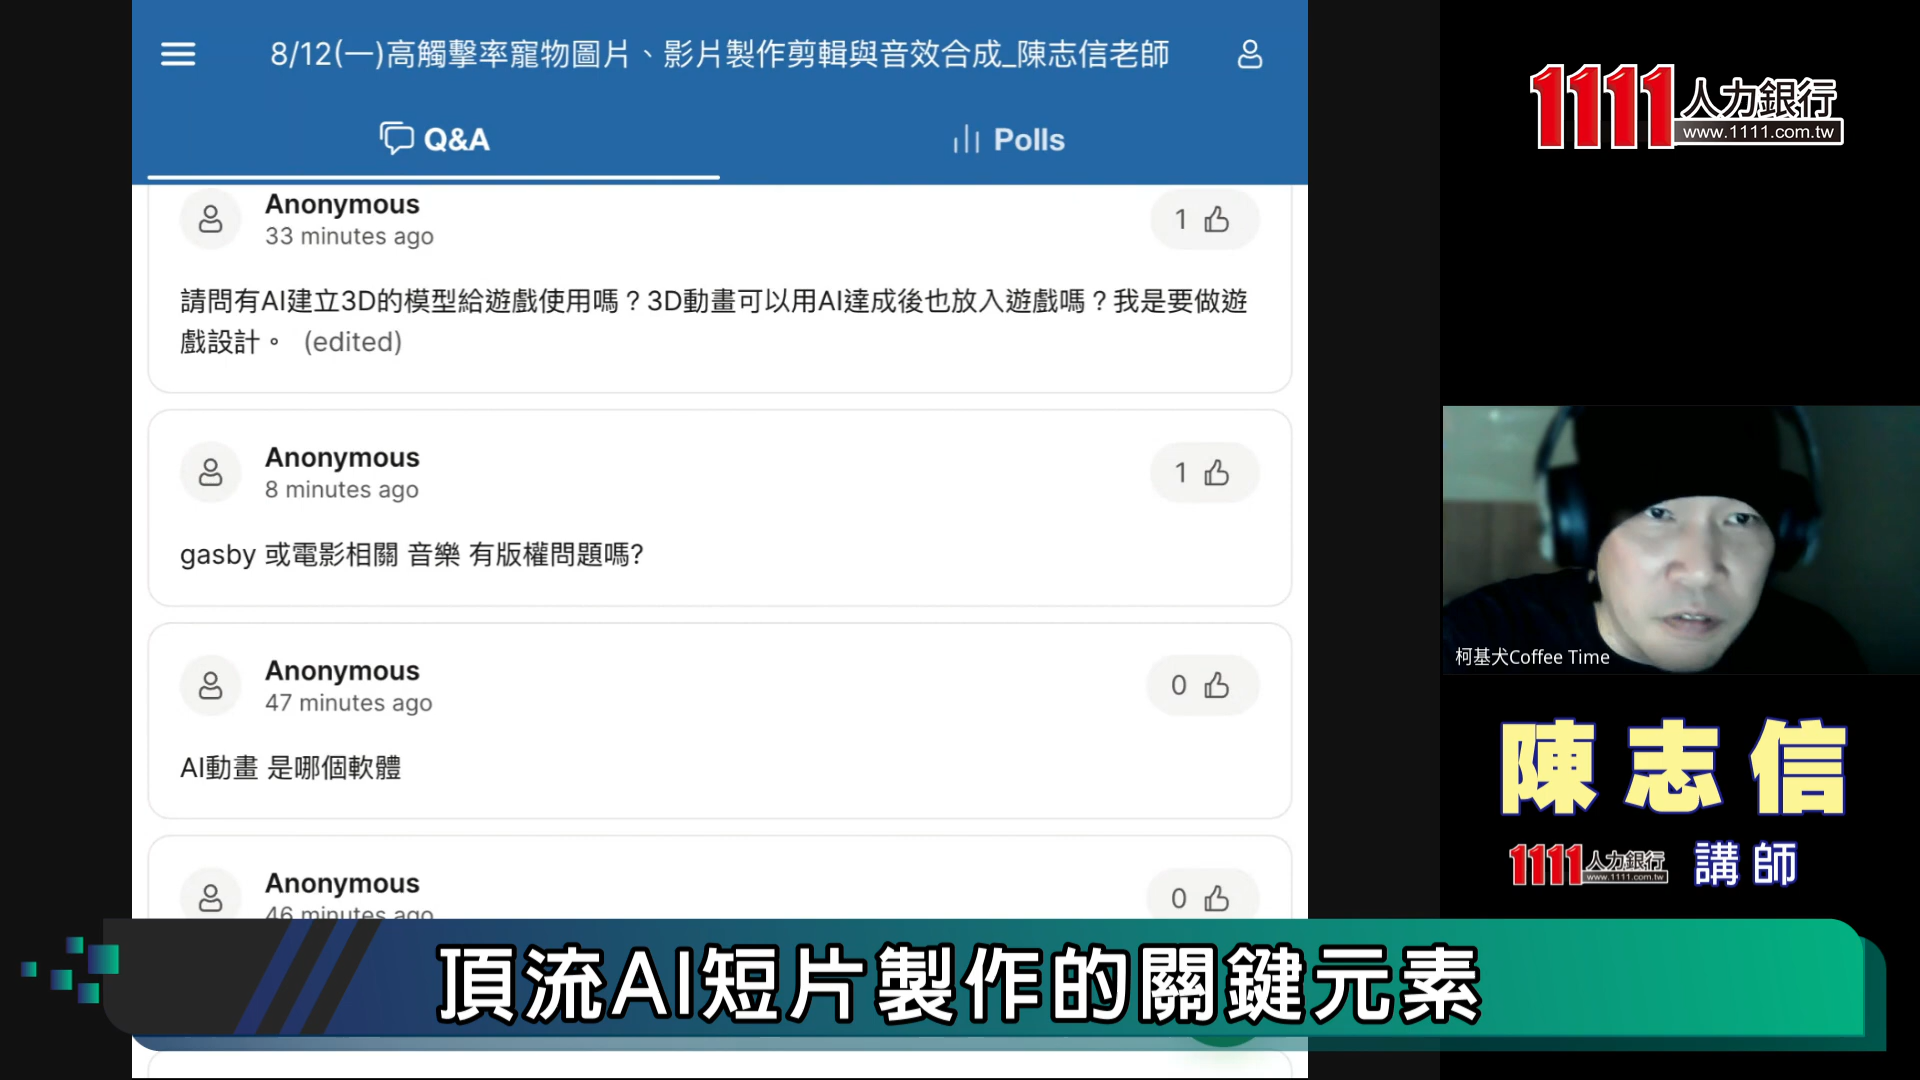 8/12(一)高觸擊率寵物圖片、影片製作剪輯與音效合成_陳志信老師
Q&A
Polls
Anonymous
33 minutes ago
1
請問有AI建立3D的模型給遊戲使用嗎？3D動畫可以用AI達成後也放入遊戲嗎？我是要做遊
戲設計。 (edited)
Anonymous
8 minutes ago
1
gasby 或電影相關 音樂 有版權問題嗎?
Anonymous
47 minutes ago
0
AI動畫 是哪個軟體
Anonymous
46 minutes ago
0
頂流AI短片製作的關鍵元素
1111人力銀行
www.1111.com.tw
柯基犬Coffee Time
陳志信
1111人力銀行
www.1111.com.tw
講師